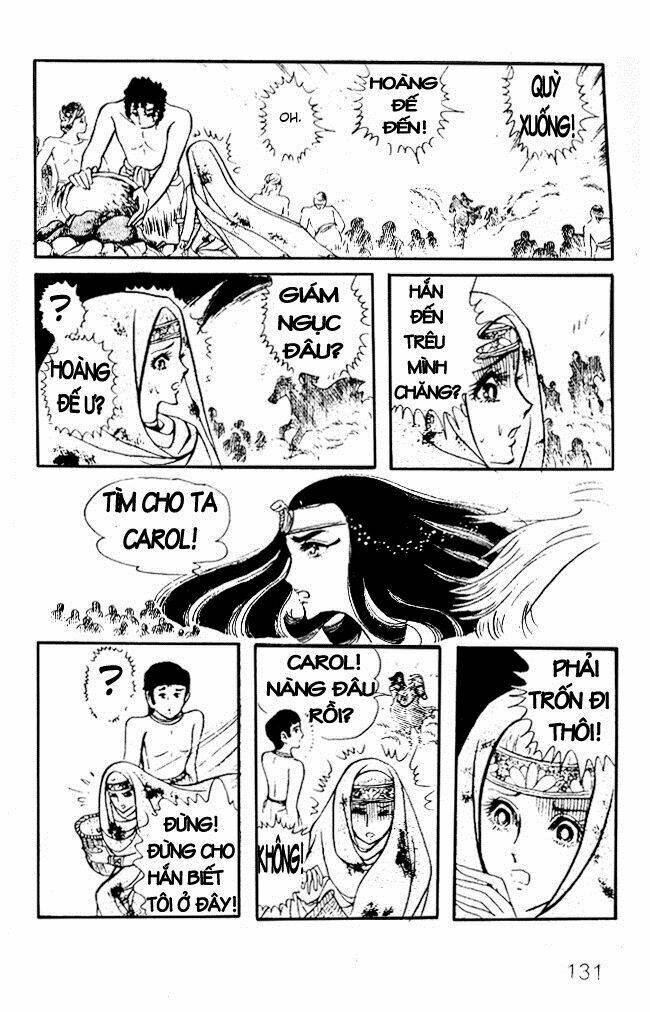 QUỲ
XUỐNG!
HOÀNG
ĐẾ
ĐẾN!
OH.
HẮN
ĐẾN
TRÊU
MÌNH
CHĂNG?
GIÁM
NGỤC
ĐÂU?
?
HOÀNG
ĐẾ Ư?
TÌM CHO TA
CAROL!
PHẢI
TRỐN ĐI
THÔI!
CAROL!
NÀNG ĐÂU
RỒI?
KHÔNG!
?
ĐỪNG!
ĐỪNG CHO
HẮN BIẾT
TÔI Ở ĐÂY!
131